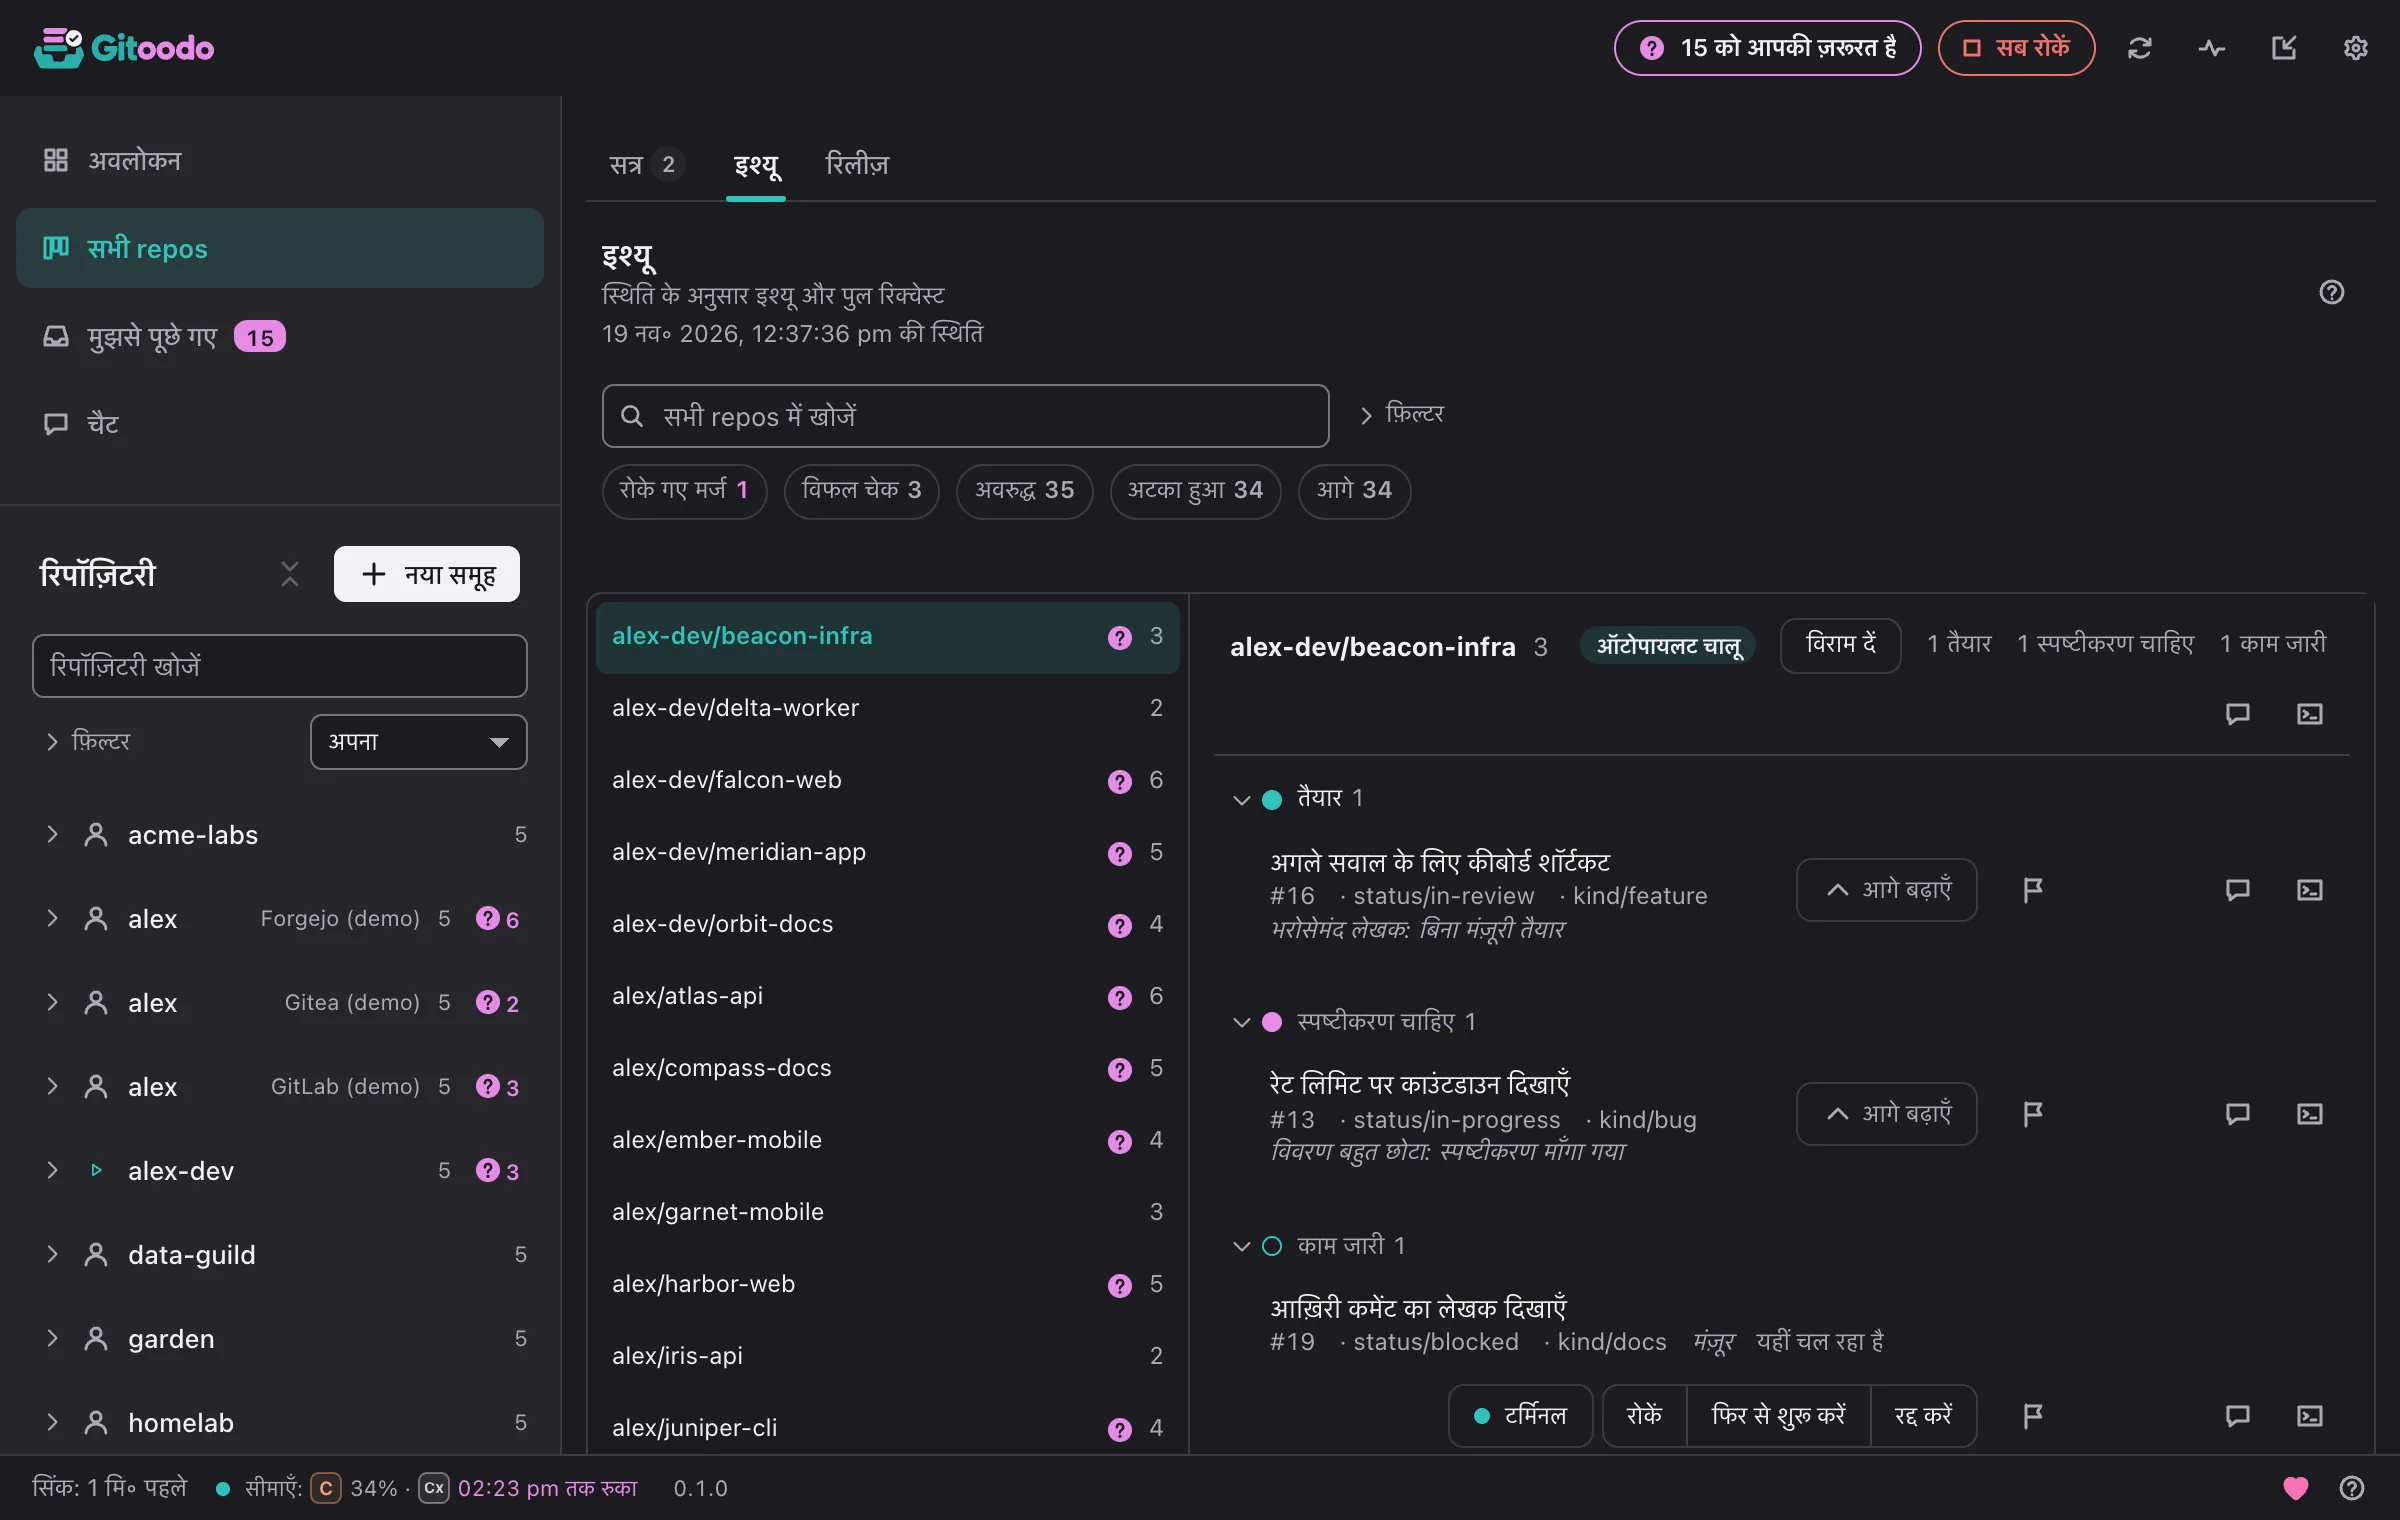 Gitoodo
15 को आपकी ज़रूरत है
सब रोकें
अवलोकन
सभी repos
मुझसे पूछे गए 15
चैट
रिपॉज़िटरी
नया समूह
रिपॉज़िटरी खोजें
फ़िल्टर
अपना
acme-labs 5
alex Forgejo (demo) 5 ? 6
alex Gitea (demo) 5 ? 2
alex GitLab (demo) 5 ? 3
alex-dev 5 ? 3
data-guild 5
garden 5
homelab 5
सत्र 2
इश्यू
रिलीज़
इश्यू
स्थिति के अनुसार इश्यू और पुल रिक्वेस्ट
19 नव॰ 2026, 12:37:36 pm की स्थिति
सभी repos में खोजें
फ़िल्टर
रोके गए मर्ज 1
विफल चेक 3
अवरुद्ध 35
अटका हुआ 34
आगे 34
alex-dev/beacon-infra ? 3
alex-dev/delta-worker 2
alex-dev/falcon-web ? 6
alex-dev/meridian-app ? 5
alex-dev/orbit-docs ? 4
alex/atlas-api ? 6
alex/compass-docs ? 5
alex/ember-mobile ? 4
alex/garnet-mobile 3
alex/harbor-web ? 5
alex/iris-api 2
alex/juniper-cli ? 4
alex-dev/beacon-infra 3
ऑटोपायलट चालू
विराम दें
1 तैयार 1 स्पष्टीकरण चाहिए 1 काम जारी
तैयार 1
अगले सवाल के लिए कीबोर्ड शॉर्टकट
#16 · status/in-review · kind/feature
भरोसेमंद लेखक: बिना मंज़ूरी तैयार
आगे बढ़ाएँ
स्पष्टीकरण चाहिए 1
रेट लिमिट पर काउंटडाउन दिखाएँ
#13 · status/in-progress · kind/bug
विवरण बहुत छोटा: स्पष्टीकरण माँगा गया
आगे बढ़ाएँ
काम जारी 1
आख़िरी कमेंट का लेखक दिखाएँ
#19 · status/blocked · kind/docs मंज़ूर यहीं चल रहा है
टर्मिनल
रोकें
फिर से शुरू करें
रद्द करें
सिंक: 1 मि॰ पहले
सीमाएँ: C 34% · Cx 02:23 pm तक रुका
0.1.0